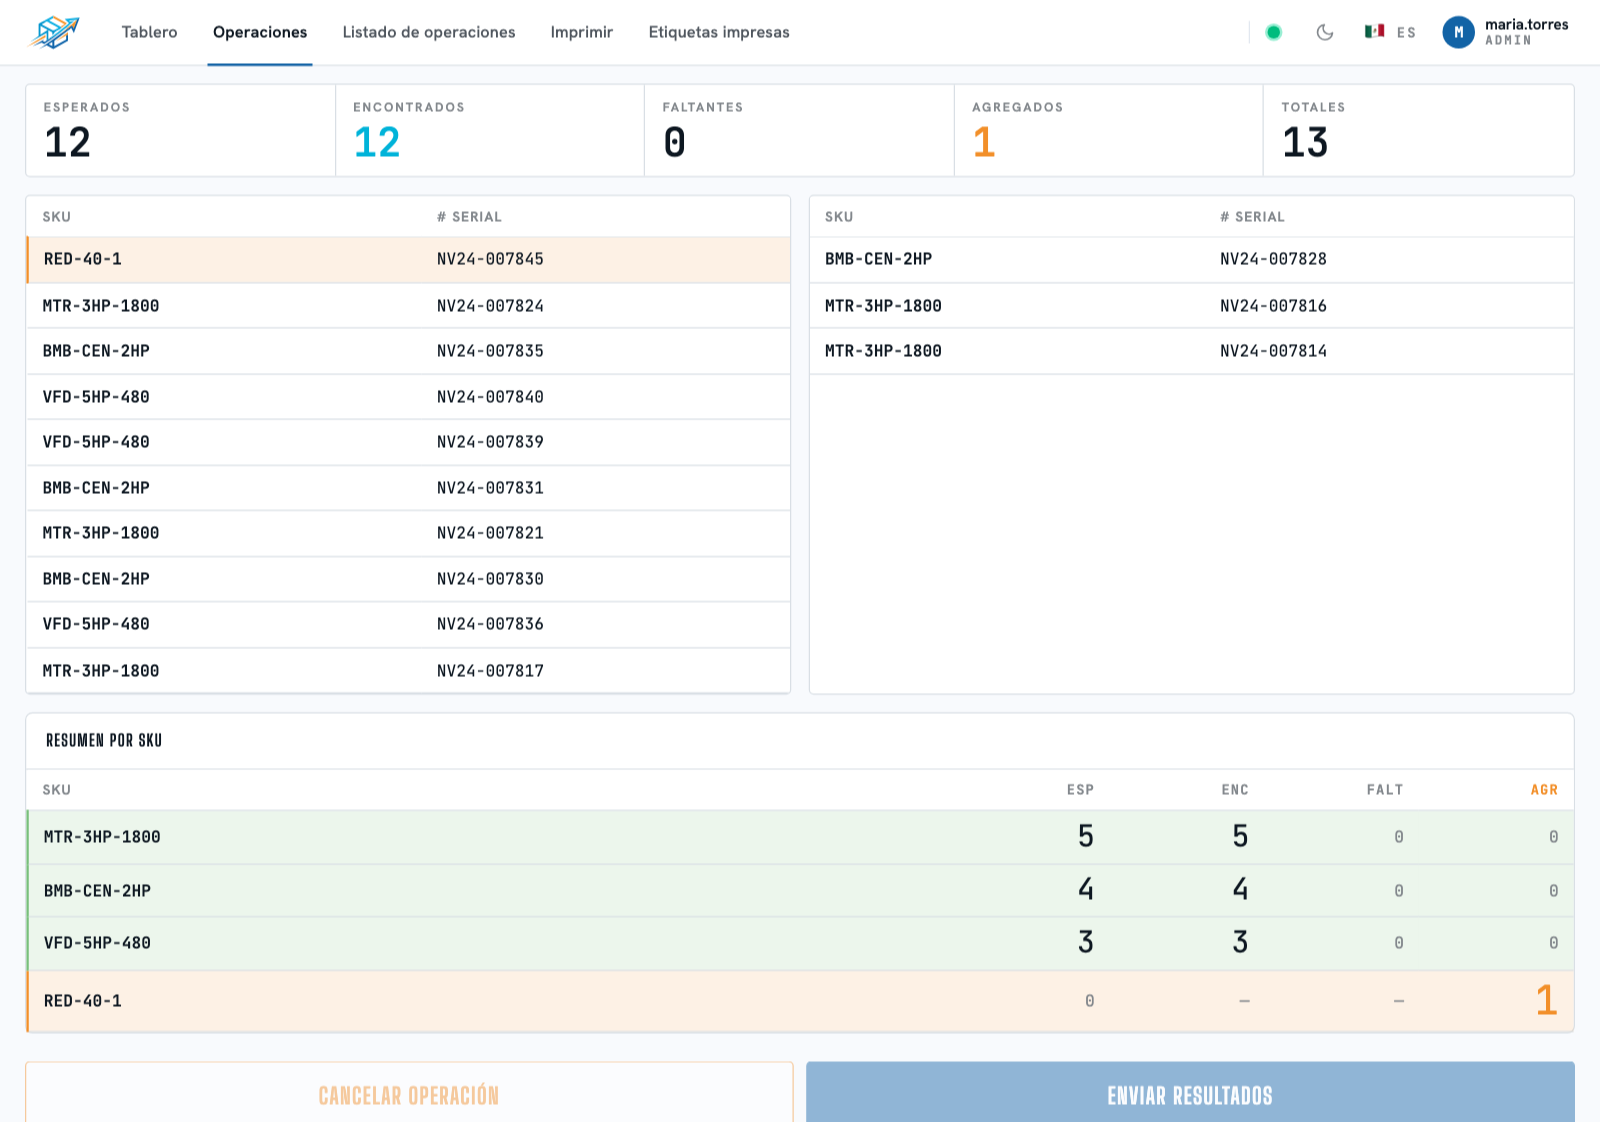 Tablero Operaciones Listado de operaciones Imprimir Etiquetas impresas ES M maria.torres
ADMIN
ESPERADOS ENCONTRADOS FALTANTES AGREGADOS TOTALES
12 12 0 1 13
SKU # SERIAL
RED-40-1 NV24-007845
MTR-3HP-1800 NV24-007824
BMB-CEN-2HP NV24-007835
VFD-5HP-480 NV24-007840
VFD-5HP-480 NV24-007839
BMB-CEN-2HP NV24-007831
MTR-3HP-1800 NV24-007821
BMB-CEN-2HP NV24-007830
VFD-5HP-480 NV24-007836
MTR-3HP-1800 NV24-007817
SKU # SERIAL
BMB-CEN-2HP NV24-007828
MTR-3HP-1800 NV24-007816
MTR-3HP-1800 NV24-007814
RESUMEN POR SKU
SKU ESP ENC FALT AGR
MTR-3HP-1800 5 5 0 0
BMB-CEN-2HP 4 4 0 0
VFD-5HP-480 3 3 0 0
RED-40-1 0 – – 1
CANCELAR OPERACIÓN ENVIAR RESULTADOS